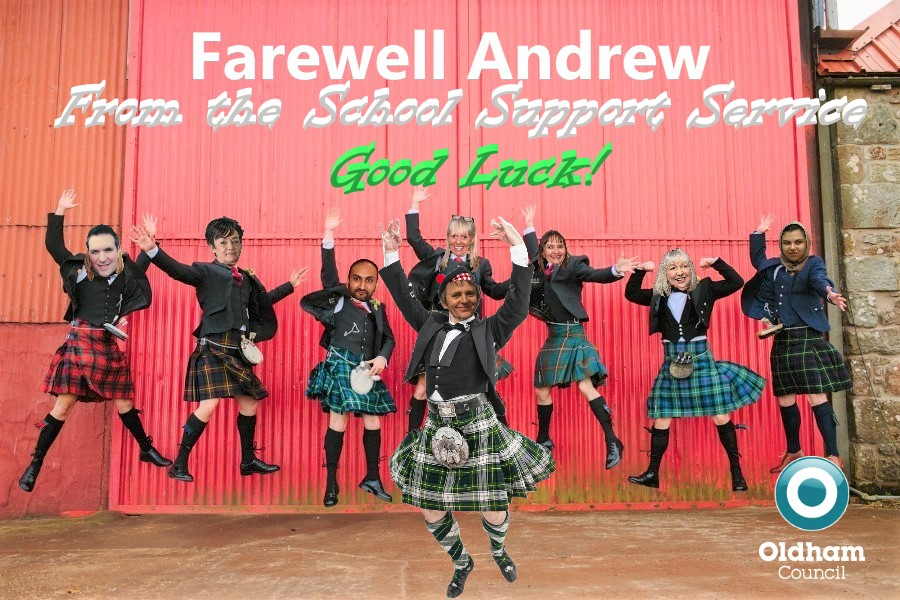 Farewell Andrew
From the School Support Service
Good Luck!
Oldham
Council